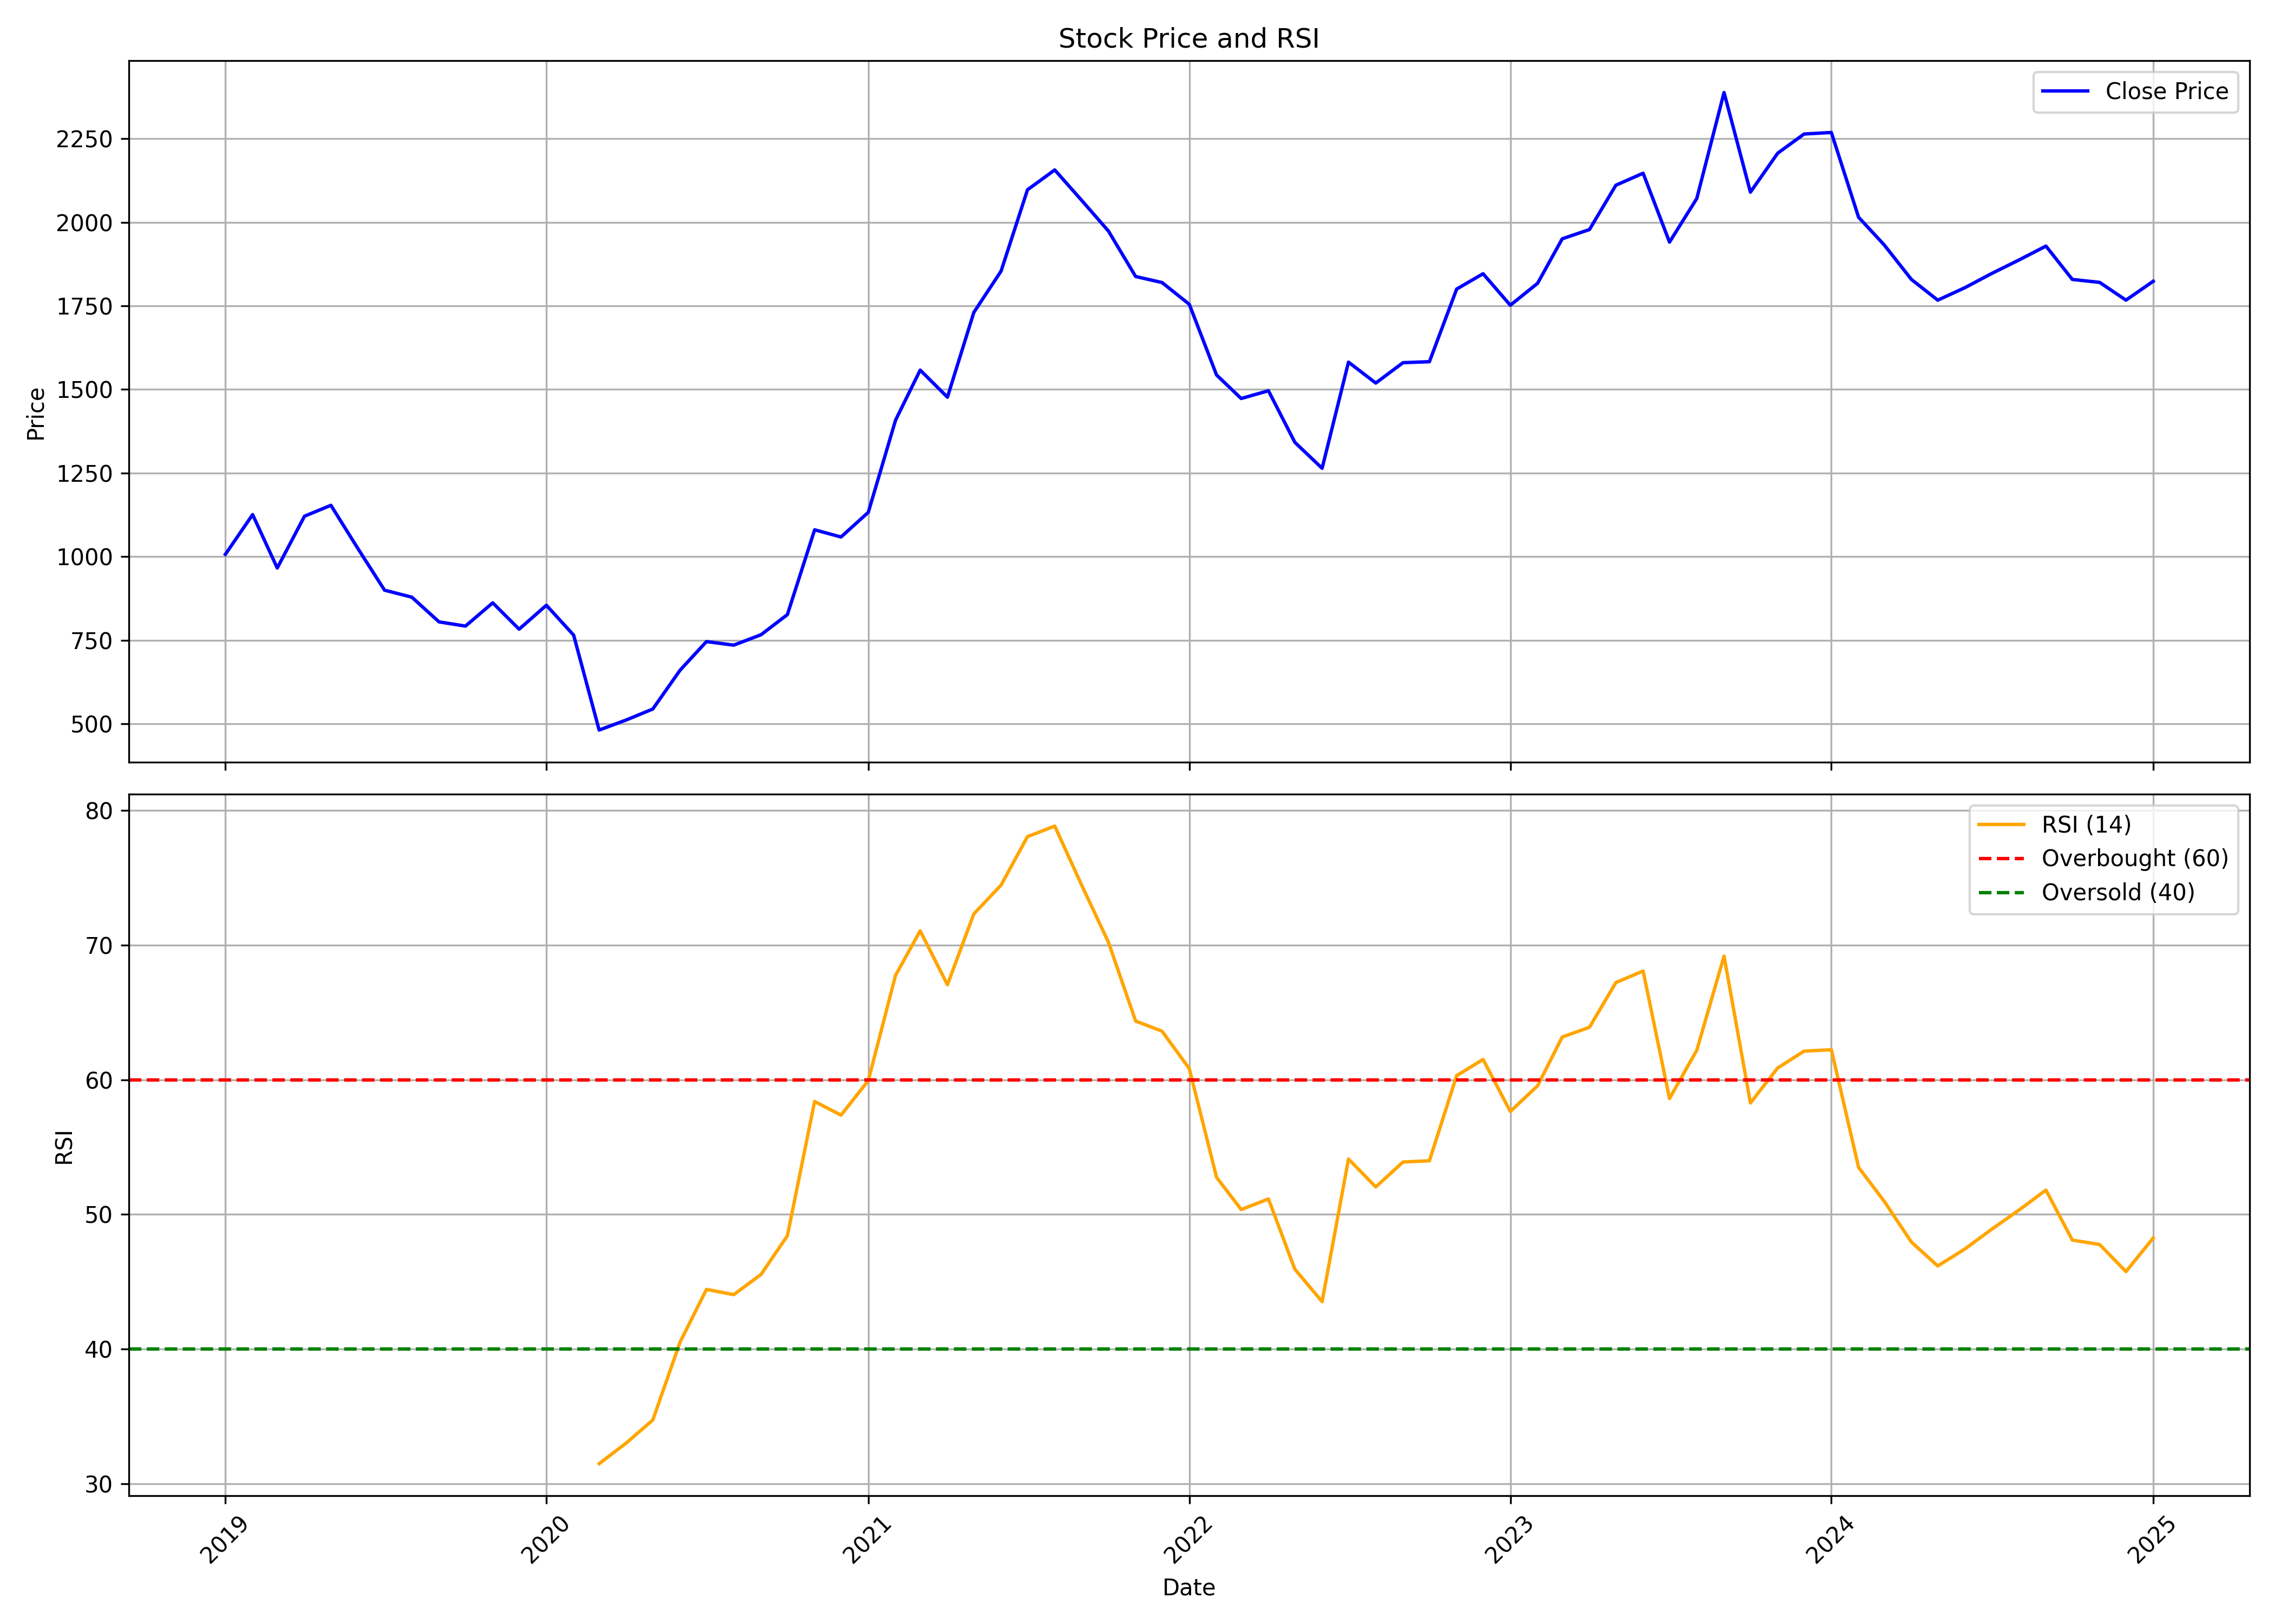 Stock Price and RSI
Close Price
Price
2250
2000
1750
1500
1250
1000
750
500
RSI (14)
Overbought (60)
Oversold (40)
RSI
80
70
60
50
40
30
2019
2020
2021
2022
2023
2024
2025
Date